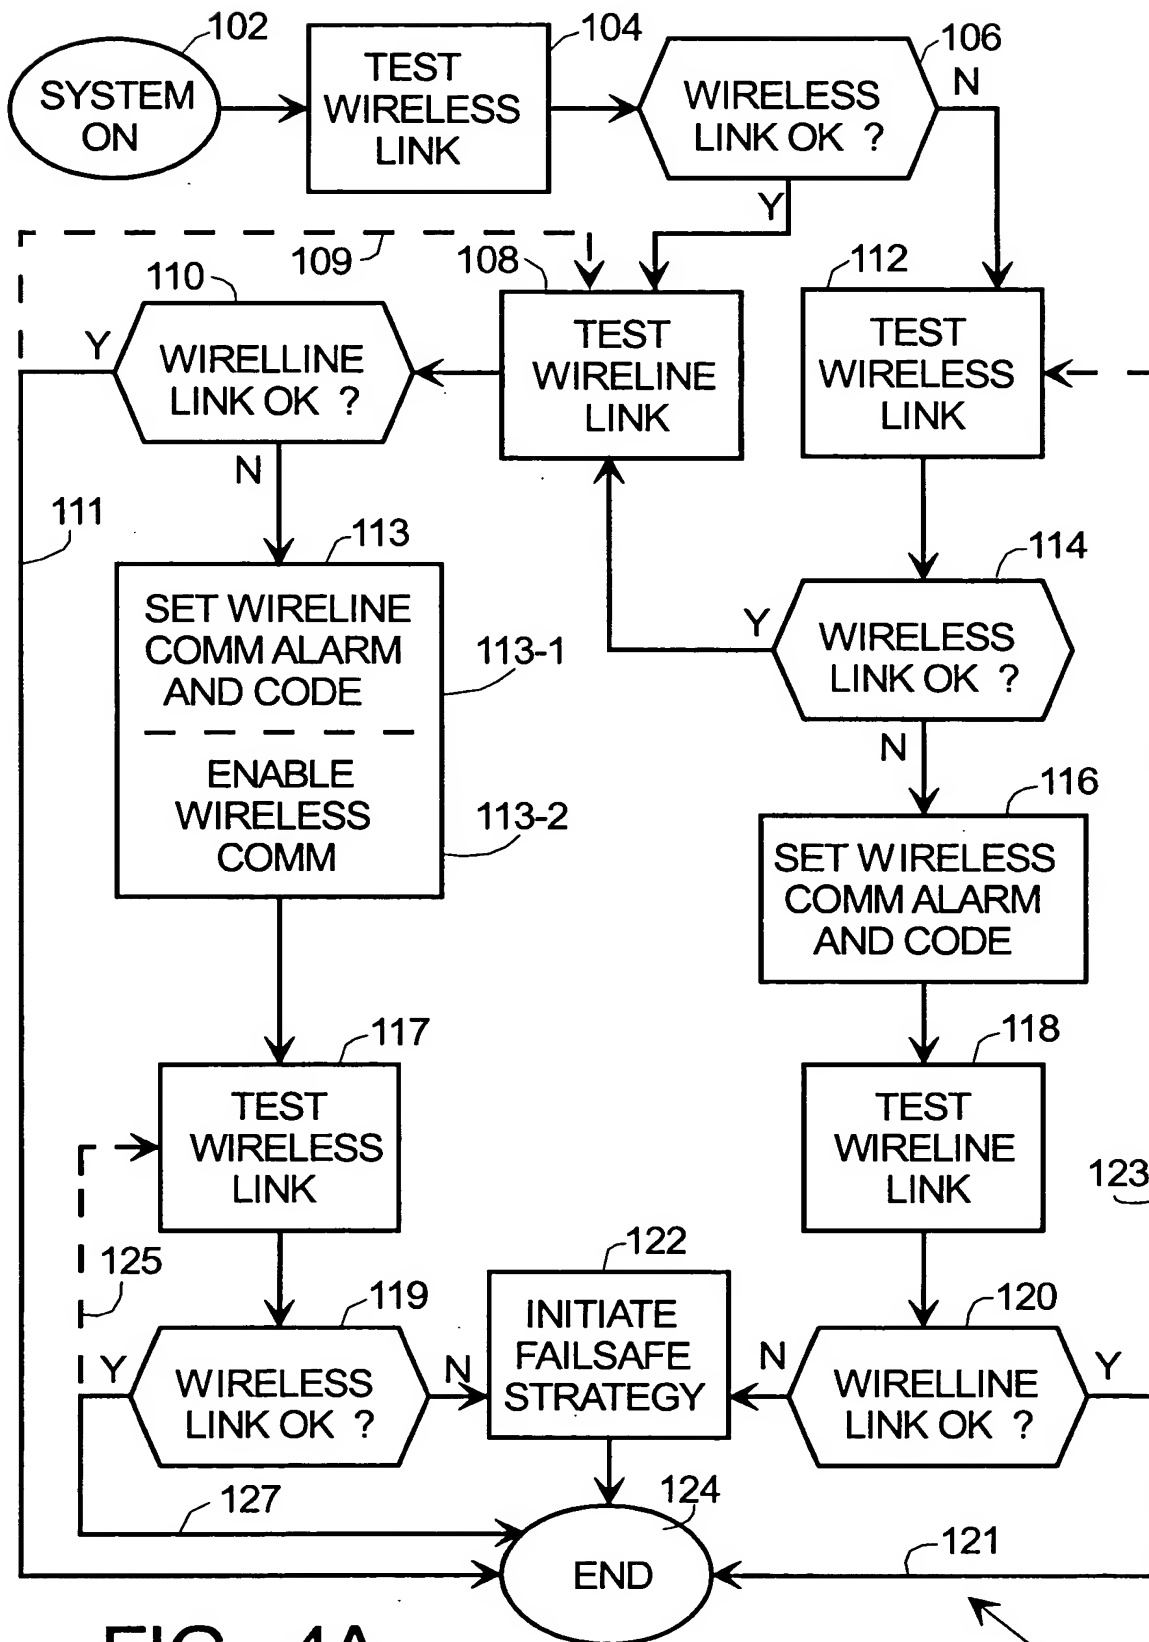 102
SYSTEM
ON
104
TEST
WIRELESS
LINK
106
WIRELESS
LINK OK ?
N
Y
109
108
TEST
WIRELINE
LINK
110
Y
WIRELLINE
LINK OK ?
N
112
TEST
WIRELESS
LINK
111
113
SET WIRELINE
COMM ALARM
AND CODE
113-1
ENABLE
WIRELESS
COMM
113-2
114
Y
WIRELESS
LINK OK ?
N
116
SET WIRELESS
COMM ALARM
AND CODE
117
TEST
WIRELESS
LINK
118
TEST
WIRELINE
LINK
123
125
119
Y
WIRELESS
LINK OK ?
N
122
INITIATE
FAILSAFE
STRATEGY
120
N
WIRELLINE
LINK OK ?
Y
127
124
END
121
FIG. 4A